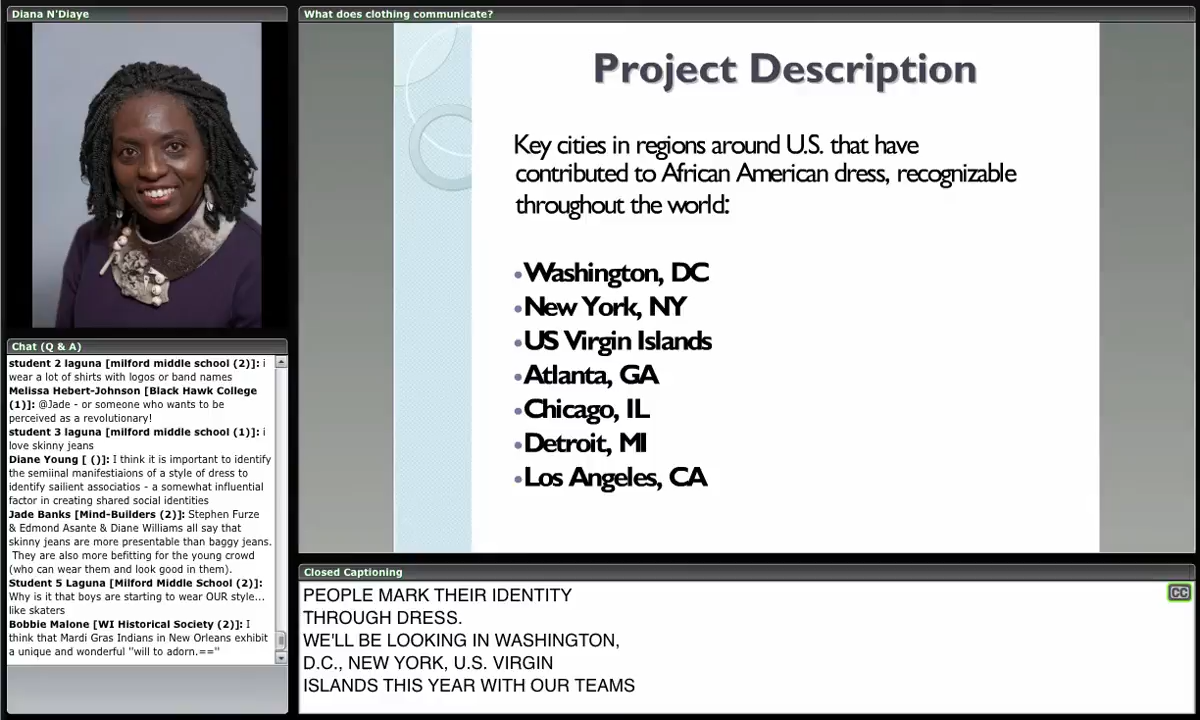 Diana N'Diaye
What does clothing communicate?
Project Description
Key cities in regions around U.S. that have
contributed to African American dress, recognizable
throughout the world:
•Washington, DC
•New York, NY
•US Virgin Islands
•Atlanta, GA
•Chicago, IL
•Detroit, MI
•Los Angeles, CA
Chat (Q & A)
student 2 laguna [milford middle school (2)]: i
wear a lot of shirts with logos or band names
Melissa Hebert-Johnson [Black Hawk College
(1)]: @Jade - or someone who wants to be
perceived as a revolutionary!
student 3 laguna [milford middle school (1)]: i
love skinny jeans
Diane Young [ ()]: I think it is important to identify
the semiinal manifestiaions of a style of dress to
identify sailient associatios - a somewhat influential
factor in creating shared social identities
Jade Banks [Mind-Builders (2)]: Stephen Furze
& Edmond Asante & Diane Williams all say that
skinny jeans are more presentable than baggy jeans.
They are also more befitting for the young crowd
(who can wear them and look good in them).
Student 5 Laguna [Milford Middle School (2)]:
Why is it that boys are starting to wear OUR style...
like skaters
Bobbie Malone [WI Historical Society (2)]: I
think that Mardi Gras Indians in New Orleans exhibit
a unique and wonderful "will to adorn.=="
Closed Captioning
CC
PEOPLE MARK THEIR IDENTITY
THROUGH DRESS.
WE'LL BE LOOKING IN WASHINGTON,
D.C., NEW YORK, U.S. VIRGIN
ISLANDS THIS YEAR WITH OUR TEAMS